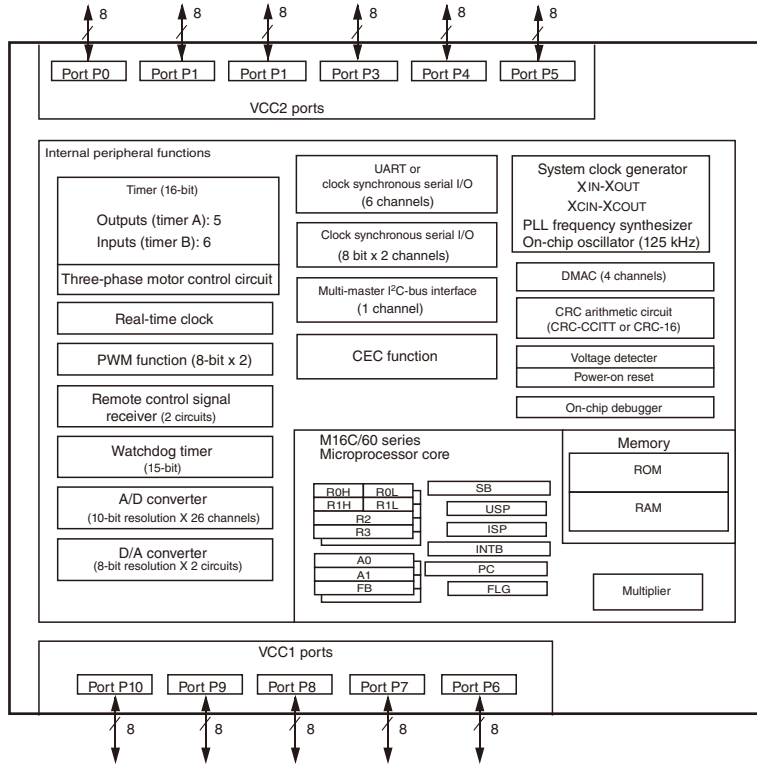 8 8 8 8 8 8
Port P0 Port P1 Port P1 Port P3 Port P4 Port P5
VCC2 ports
Internal peripheral functions
Timer (16-bit)
Outputs (timer A): 5
Inputs (timer B): 6
Three-phase motor control circuit
Real-time clock
PWM function (8-bit x 2)
Remote control signal
receiver (2 circuits)
Watchdog timer
(15-bit)
A/D converter
(10-bit resolution X 26 channels)
D/A converter
(8-bit resolution X 2 circuits)
UART or
clock synchronous serial I/O
(6 channels)
Clock synchronous serial I/O
(8 bit x 2 channels)
Multi-master I²C-bus interface
(1 channel)
CEC function
System clock generator
XIN-XOUT
XCIN-XCOUT
PLL frequency synthesizer
On-chip oscillator (125 kHz)
DMAC (4 channels)
CRC arithmetic circuit
(CRC-CCITT or CRC-16)
Voltage detecter
Power-on reset
On-chip debugger
M16C/60 series
Microprocessor core
R0H R0L
R1H R1L
R2
R3
A0
A1
FB
SB
USP
ISP
INTB
PC
FLG
Memory
ROM
RAM
Multiplier
VCC1 ports
Port P10 Port P9 Port P8 Port P7 Port P6
8 8 8 8 8